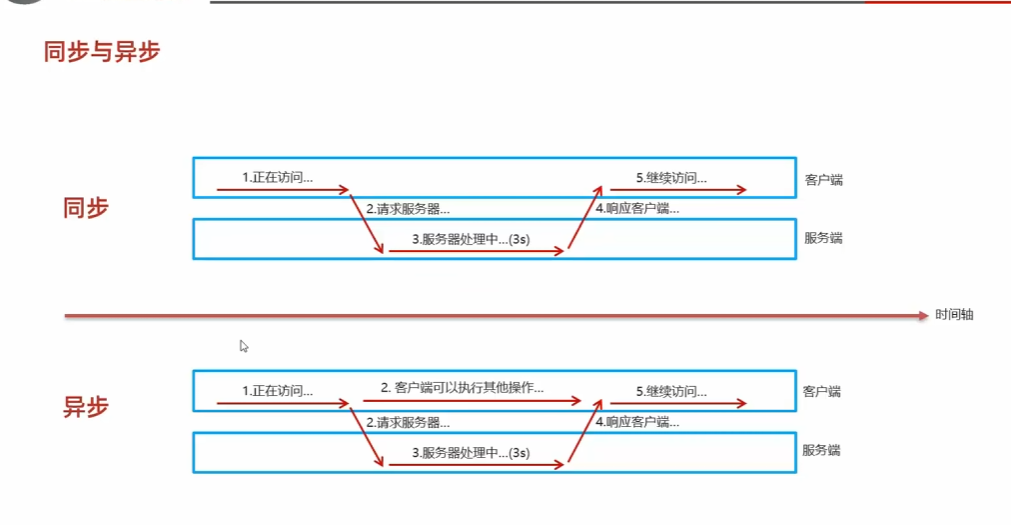 同步与异步
1.正在访问...
5.继续访问...
客户端
同步
2.请求服务器...
4.响应客户端...
3.服务器处理中...(3s)
服务端
时间轴
1.正在访问...
2. 客户端可以执行其他操作...
5.继续访问...
客户端
异步
2.请求服务器...
4.响应客户端...
3.服务器处理中...(3s)
服务端